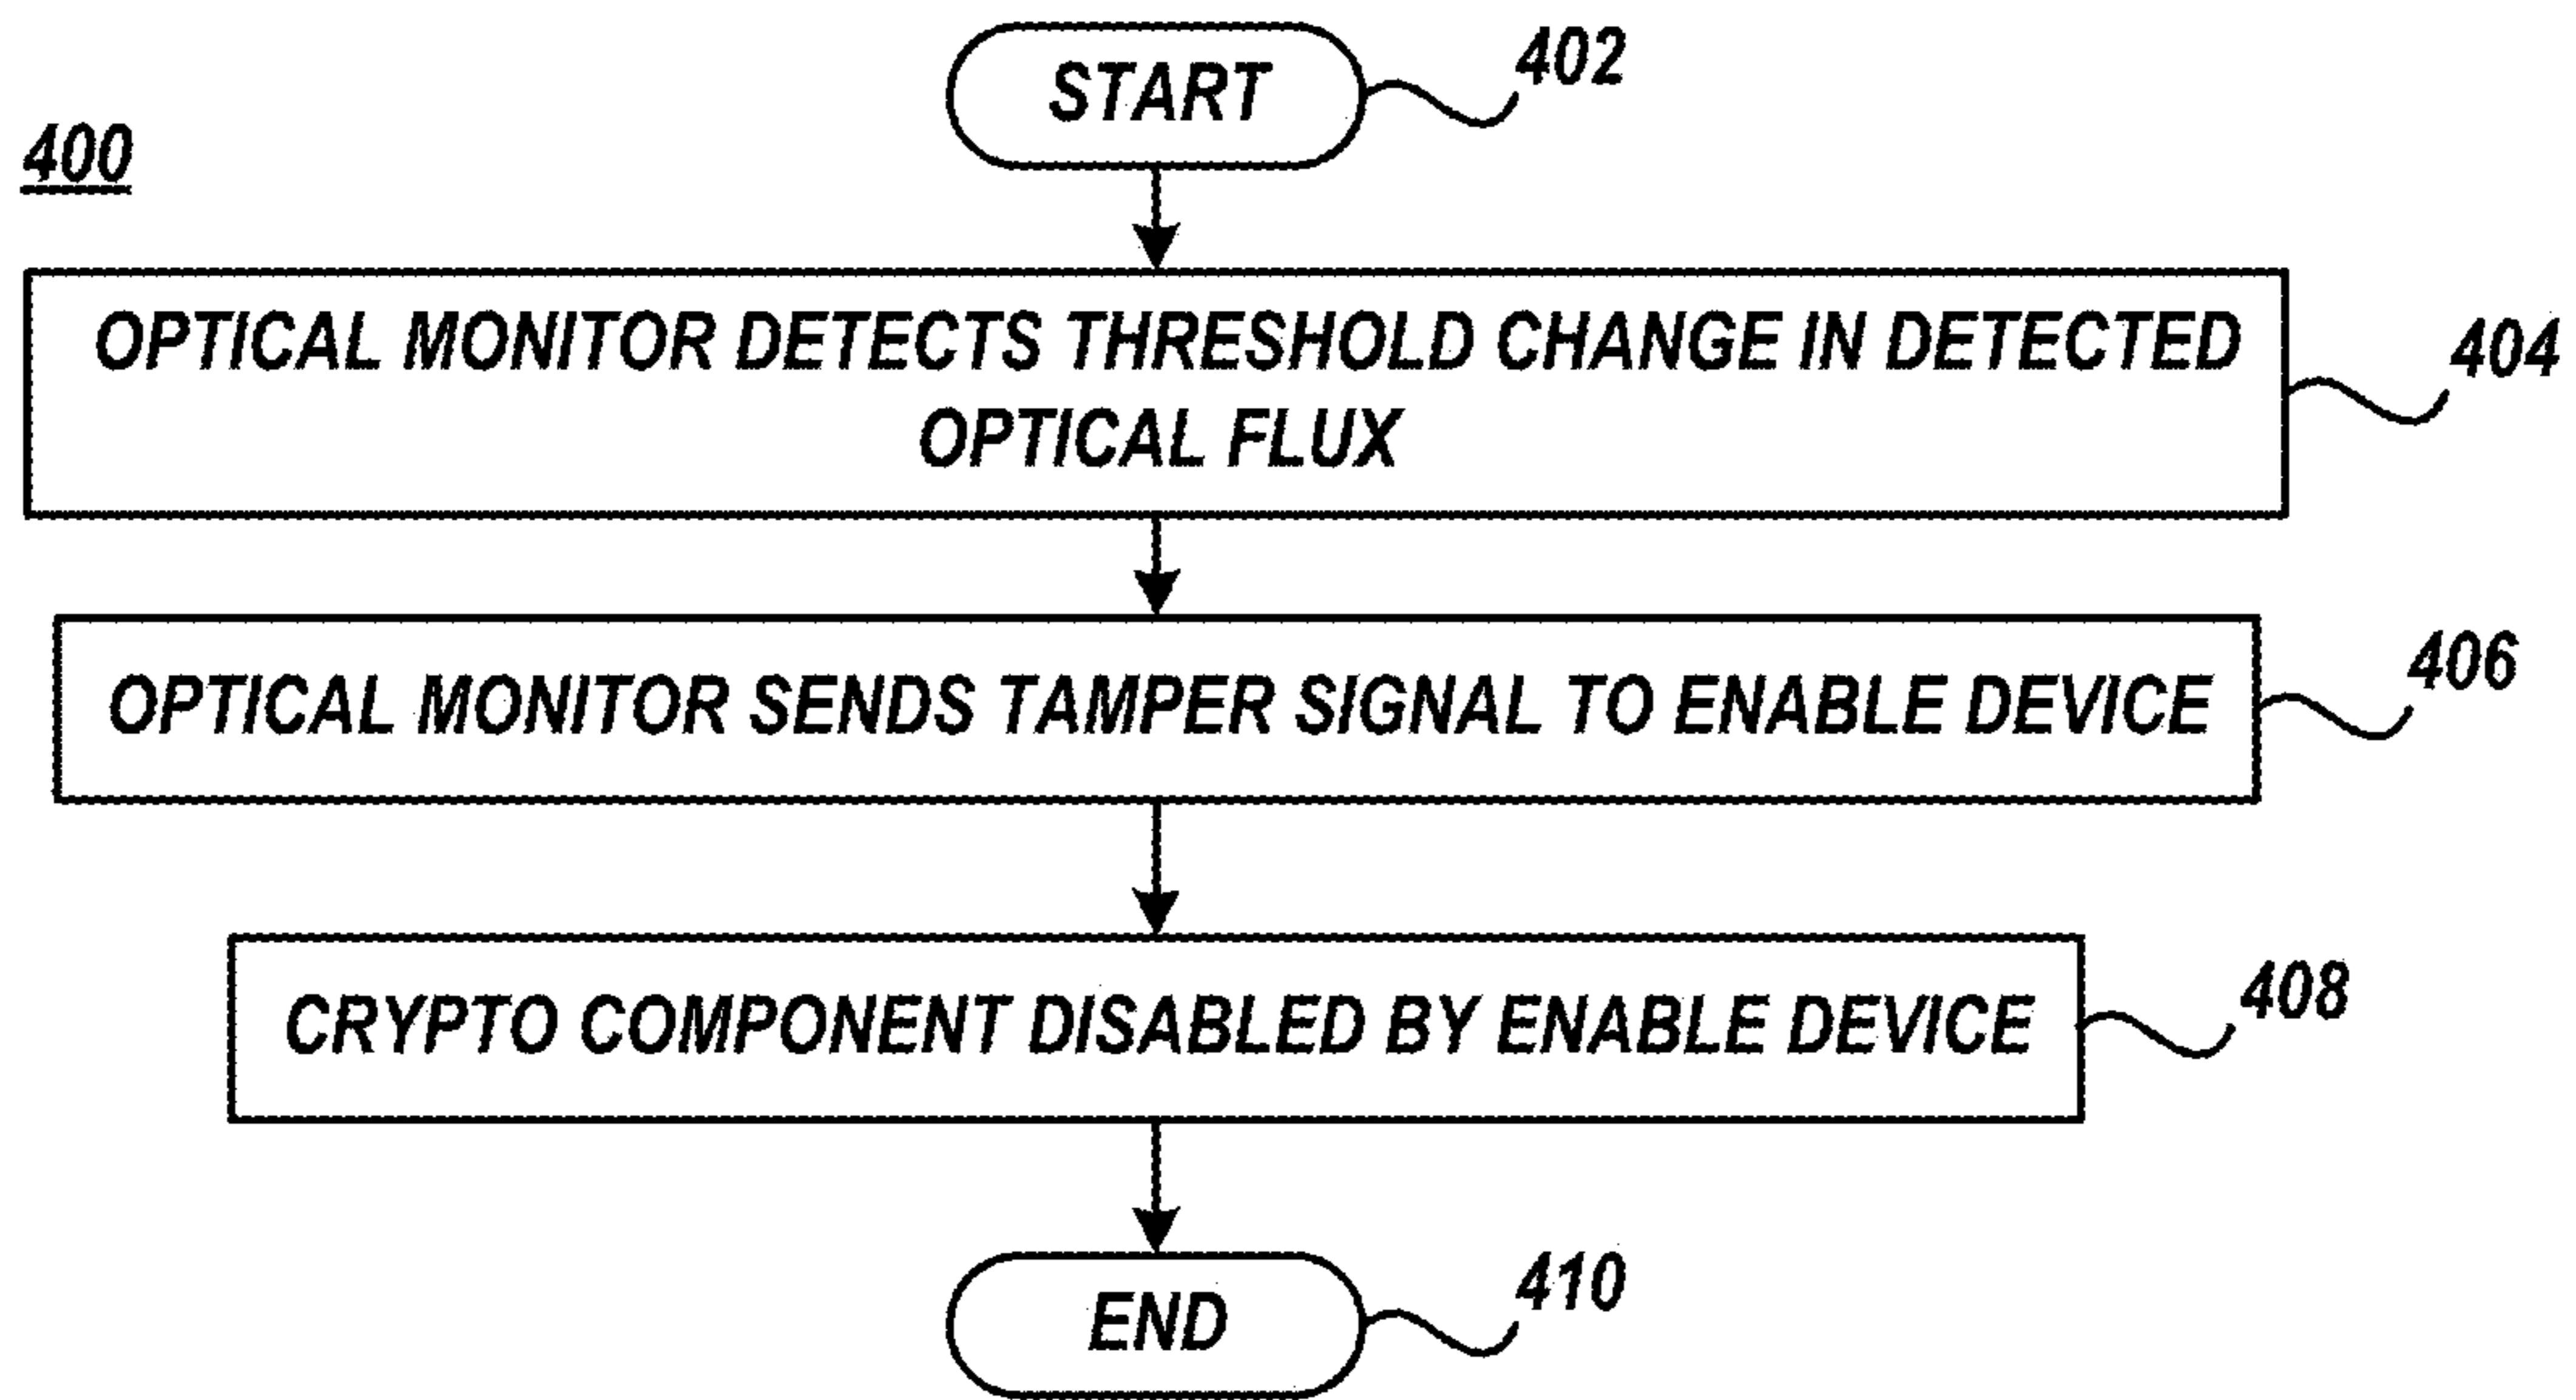 START
402
400
OPTICAL MONITOR DETECTS THRESHOLD CHANGE IN DETECTED
OPTICAL FLUX
404
OPTICAL MONITOR SENDS TAMPER SIGNAL TO ENABLE DEVICE
406
CRYPTO COMPONENT DISABLED BY ENABLE DEVICE
408
END
410